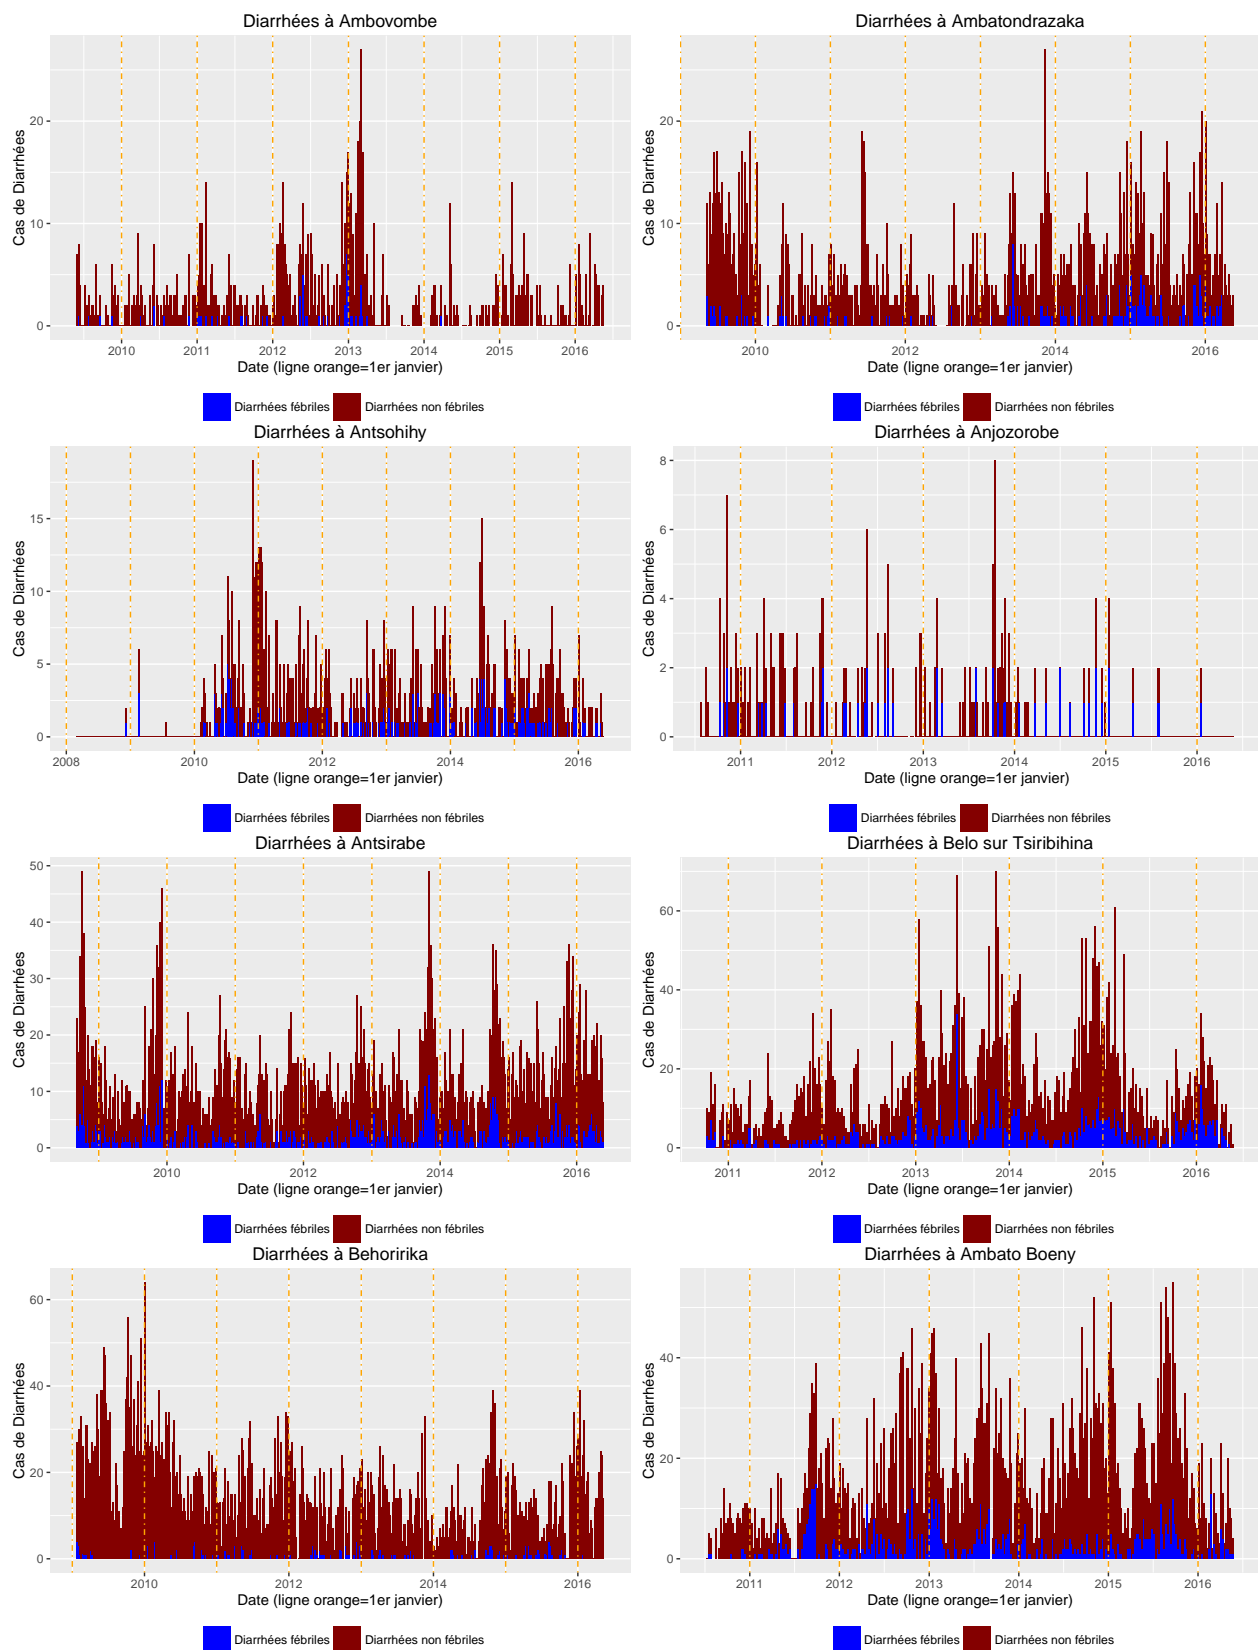 Diarrhées à Ambovombe
Cas de Diarrhées
20
10
0
2010 2011 2012 2013 2014 2015 2016
Date (ligne orange=1er janvier)
Diarrhées fébriles Diarrhées non fébriles
Diarrhées à Ambatondrazaka
Cas de Diarrhées
20
10
0
2010 2012 2014 2016
Date (ligne orange=1er janvier)
Diarrhées fébriles Diarrhées non fébriles
Diarrhées à Antsohihy
Cas de Diarrhées
15
10
5
0
2008 2010 2012 2014 2016
Date (ligne orange=1er janvier)
Diarrhées fébriles Diarrhées non fébriles
Diarrhées à Anjozorobe
Cas de Diarrhées
8
6
4
2
0
2011 2012 2013 2014 2015 2016
Date (ligne orange=1er janvier)
Diarrhées fébriles Diarrhées non fébriles
Diarrhées à Antsirabe
Cas de Diarrhées
50
40
30
20
10
0
2010 2012 2014 2016
Date (ligne orange=1er janvier)
Diarrhées fébriles Diarrhées non fébriles
Diarrhées à Belo sur Tsiribihina
Cas de Diarrhées
60
40
20
0
2011 2012 2013 2014 2015 2016
Date (ligne orange=1er janvier)
Diarrhées fébriles Diarrhées non fébriles
Diarrhées à Behoririka
Cas de Diarrhées
60
40
20
0
2010 2012 2014 2016
Date (ligne orange=1er janvier)
Diarrhées fébriles Diarrhées non fébriles
Diarrhées à Ambato Boeny
Cas de Diarrhées
40
20
0
2011 2012 2013 2014 2015 2016
Date (ligne orange=1er janvier)
Diarrhées fébriles Diarrhées non fébriles